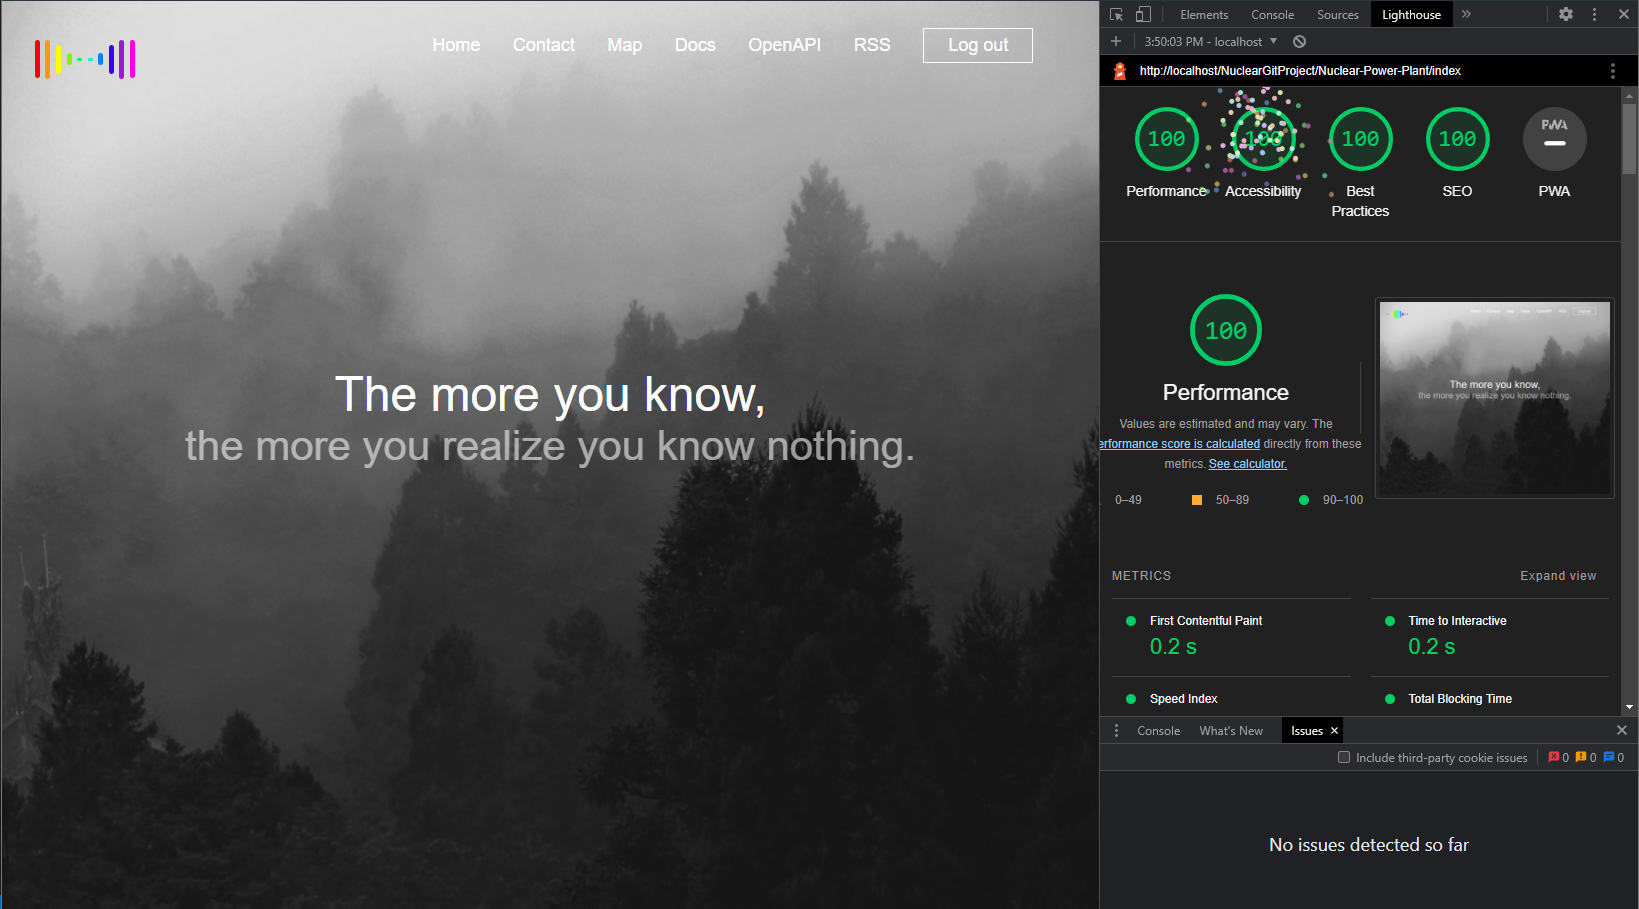 Home Contact Map Docs OpenAPI RSS Log out
The more you know,
the more you realize you know nothing.
Elements Console Sources Lighthouse
3:50:03 PM - localhost
http://localhost/NuclearGitProject/Nuclear-Power-Plant/index
100 100 100 100 PWA
Performance Accessibility Best Practices SEO PWA
100
Performance
Values are estimated and may vary. The
erformance score is calculated directly from these
metrics. See calculator.
0–49 50–89 90–100
The more you know,
the more you realize you know nothing.
METRICS Expand view
First Contentful Paint Time to Interactive
0.2 s 0.2 s
Speed Index Total Blocking Time
Console What's New Issues
Include third-party cookie issues 0 0 0
No issues detected so far